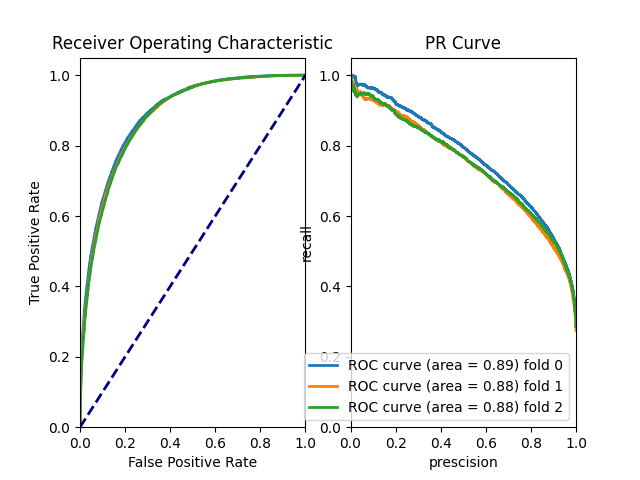 Receiver Operating Characteristic
1.0
0.8
0.6
0.4
0.2
0.0
True Positive Rate
0.0 0.2 0.4 0.6 0.8 1.0
False Positive Rate
PR Curve
1.0
0.8
0.6
0.4
0.2
0.0
recall
ROC curve (area = 0.89) fold 0
ROC curve (area = 0.88) fold 1
ROC curve (area = 0.88) fold 2
0.0 0.2 0.4 0.6 0.8 1.0
prescision